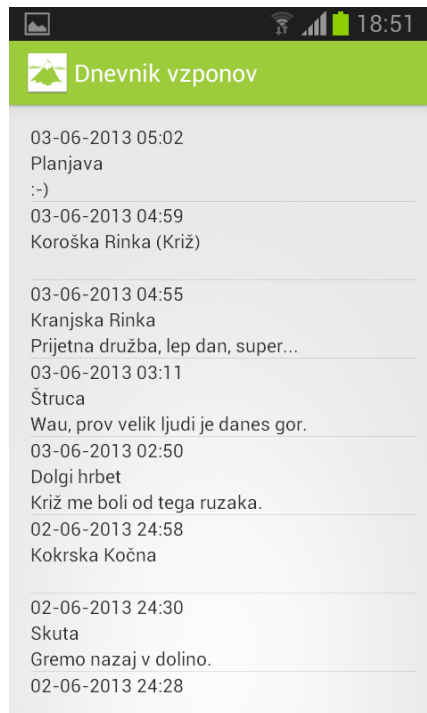 18:51
Dnevnik vzponov
03-06-2013 05:02
Planjava
:-)
03-06-2013 04:59
Koroška Rinka (Križ)
03-06-2013 04:55
Kranjska Rinka
Prijetna družba, lep dan, super...
03-06-2013 03:11
Štruca
Wau, prov velik ljudi je danes gor.
03-06-2013 02:50
Dolgi hrbet
Križ me boli od tega ruzaka.
02-06-2013 24:58
Kokrska Kočna
02-06-2013 24:30
Skuta
Gremo nazaj v dolino.
02-06-2013 24:28